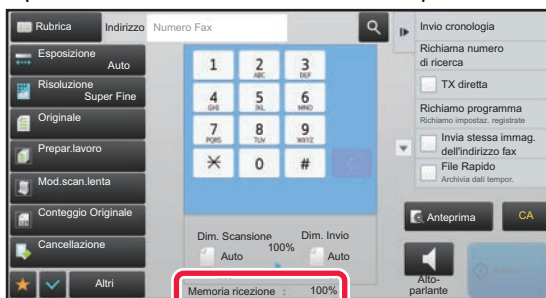 Rubrica
Indirizzo
Numero Fax
Esposizione
Auto
Risoluzione
Super Fine
Originale
Prepar.lavoro
Mod.scan.lenta
Conteggio Originale
Cancellazione
Altri
1
2
ABC
3
DEF
4
GHI
5
JKL
6
MNO
7
PQRS
8
TUV
9
WXYZ
0
#
C
Dim. Scansione
Dim. Invio
100%
Auto
Auto
Memoria ricezione : 100%
Invio cronologia
Richiama numero
di ricerca
TX diretta
Richiamo programma
Richiamo impostaz. registrate
Invia stessa immag.
dell'indirizzo fax
File Rapido
Archivia dati tempor.
Anteprima
CA
Alto-
parlante